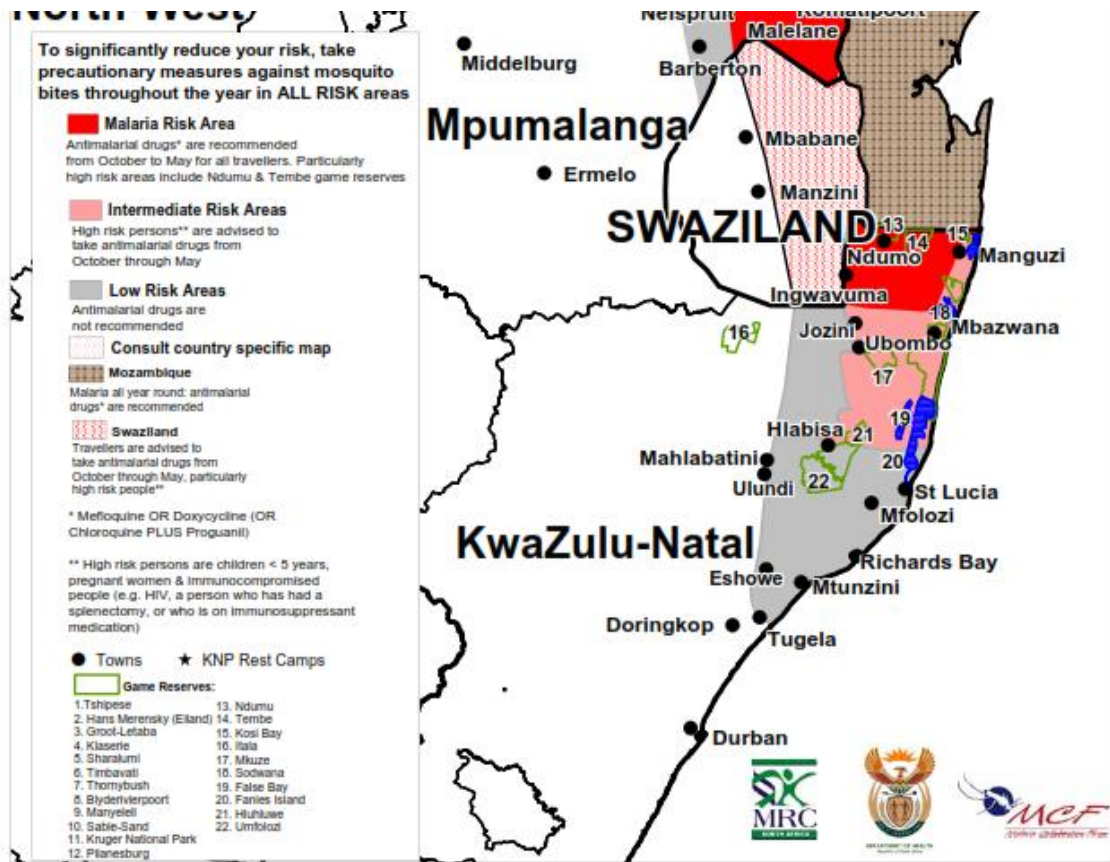 North West
To significantly reduce your risk, take
precautionary measures against mosquito
bites throughout the year in ALL RISK areas
Malaria Risk Area
Antimalarial drugs* are recommended
from October to May for all travellers. Particularly
high risk areas include Ndumu & Tembe game reserves
Intermediate Risk Areas
High risk persons** are advised to
take antimalarial drugs from
October through May
Low Risk Areas
Antimalarial drugs are
not recommended
Consult country specific map
Mozambique
Malaria all year round: antimalarial
drugs* are recommended
Swaziland
Travellers are advised to
take antimalarial drugs from
October through May, particularly
high risk people**
* Mefloquine OR Doxycycline (OR
Chloroquine PLUS Proguanil)
** High risk persons are children < 5 years,
pregnant women & immunocompromised
people (e.g. HIV, a person who has had a
splenectomy, or who is on immunosuppressant
medication)
Towns
KNP Rest Camps
Game Reserves:
1.Tshipese
2. Hans Merensky (Eiland)
3. Groot-Letaba
4. Klaserie
5. Sharalumi
6. Timbavati
7. Thornybush
8. Blyderivierpoort
9. Manyeleli
10. Sabie-Sand
11. Kruger National Park
12. Pilanesburg
13. Ndumu
14. Tembe
15. Kosi Bay
16. Itala
17. Mkuze
18. Sodwana
19. False Bay
20. Fanies Island
21. Hluhluwe
22. Umfolozi
Nelspruit
Komatipoort
Malelane
Middelburg
Barberton
Mpumalanga
Mbabane
Ermelo
Manzini
SWAZILAND
13
14
15
Ndumo
Manguzi
Ingwavuma
18
Jozini
Mbazwana
16
Ubombo
17
19
Hlabisa
21
Mahlabatini
20
Ulundi
22
St Lucia
Mfolozi
KwaZulu-Natal
Richards Bay
Eshowe
Mtunzini
Doringkop
Tugela
Durban
MRC
SOUTH AFRICA
DEPARTMENT OF HEALTH
MCF